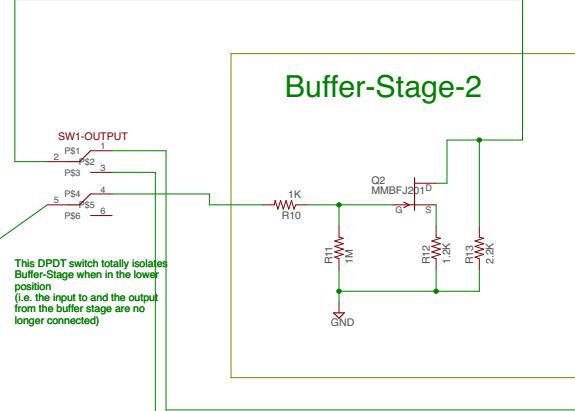 Buffer-Stage-2
SW1-OUTPUT
P$1
1
2
P$2
P$3
3
P$4
4
5
P$5
P$6
6
1K
R10
Q2
MMBFJ201
D
G
S
R11
1M
R12
1.2K
R13
2.2K
GND
This DPDT switch totally isolates
Buffer-Stage when in the lower
position
(i.e. the input to and the output
from the buffer stage are no
longer connected)